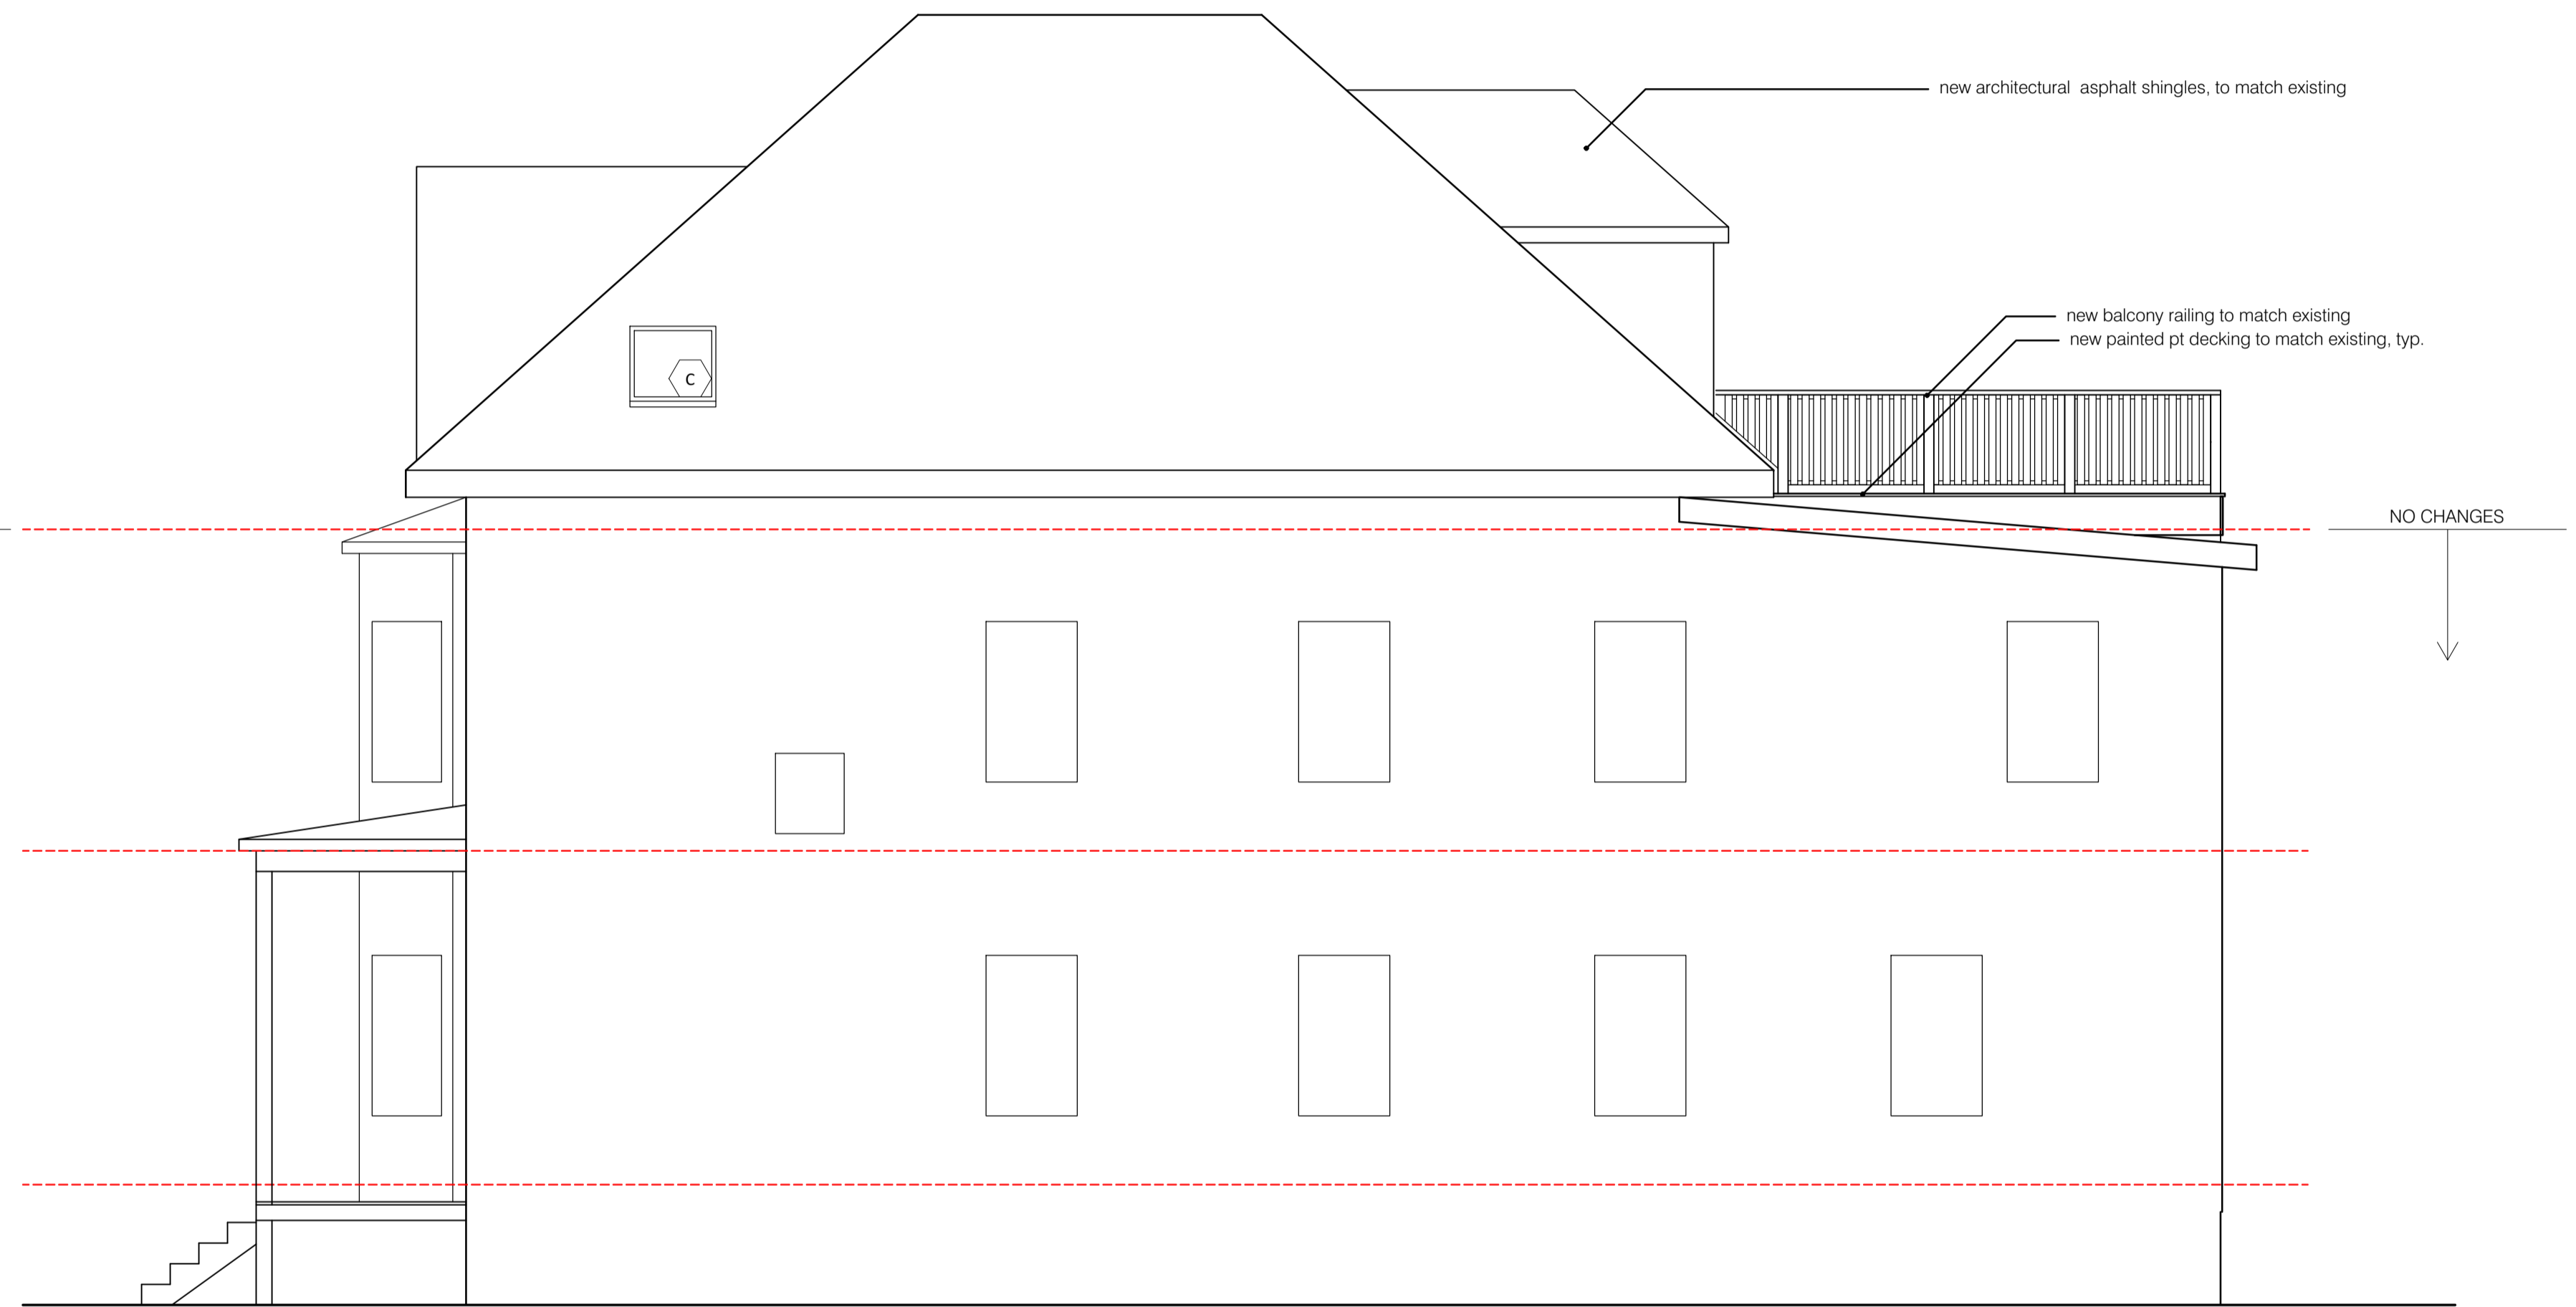 new architectural asphalt shingles, to match existing
new balcony railing to match existing
new painted pt decking to match existing, typ.
C
NO CHANGES